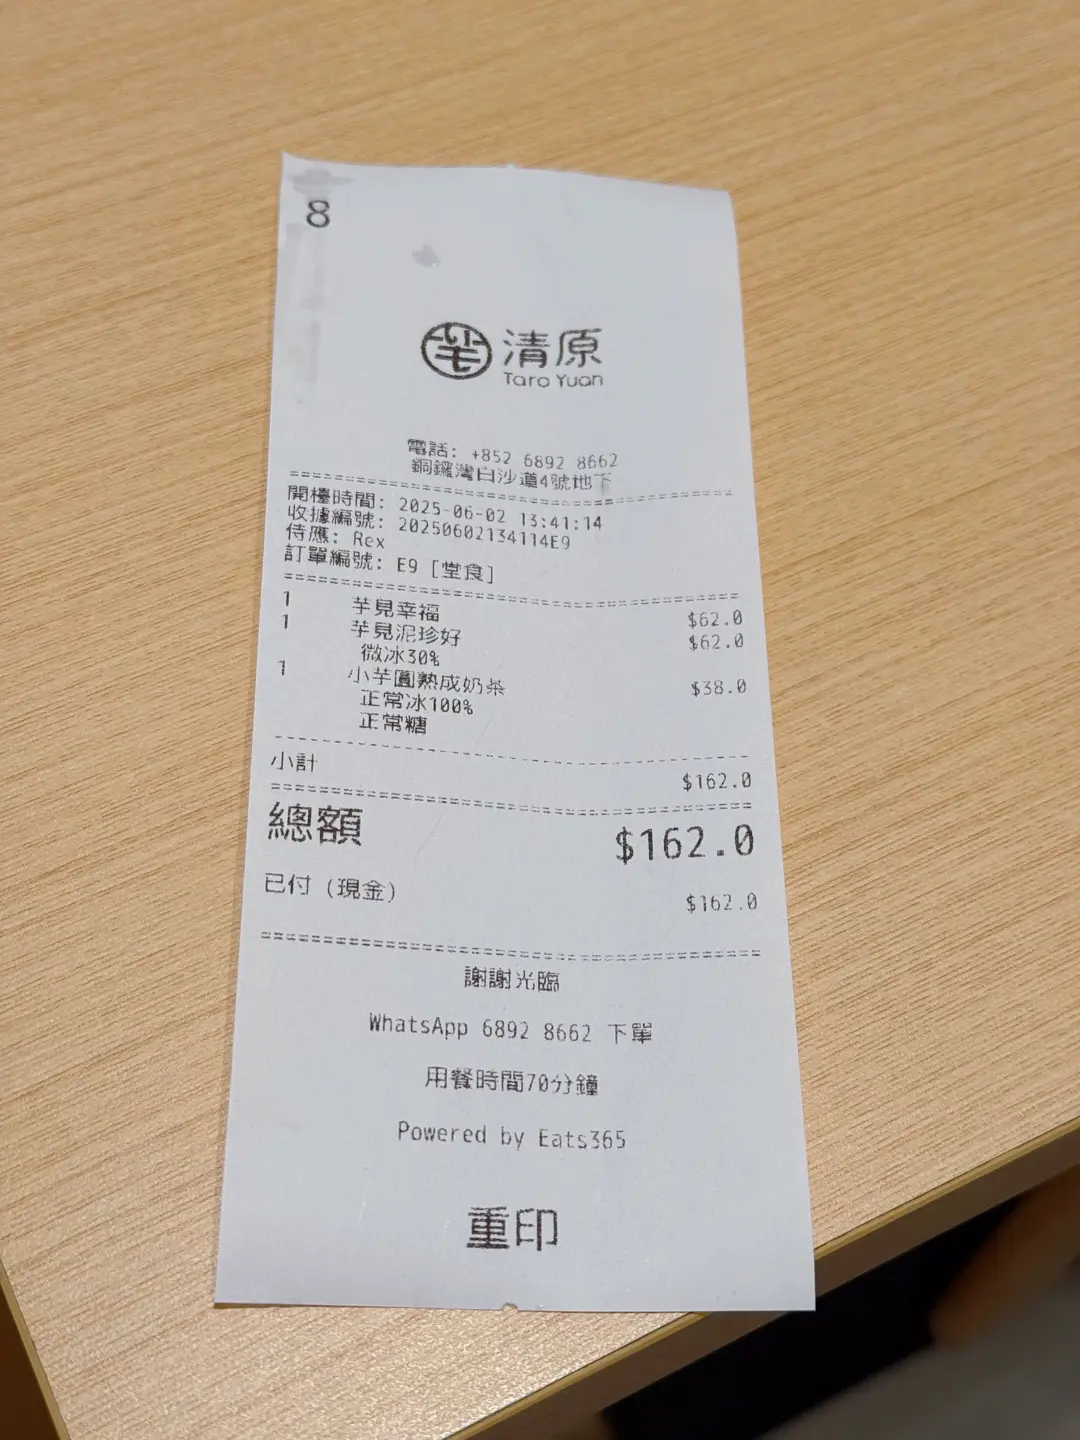 8
芋 清原
Taro Yuan
電話: +852 6892 8662
銅鑼灣白沙道4號地下
開檯時間: 2025-06-02 13:41:14
收據編號: 20250602134114E9
侍應: Rex
訂單編號: E9 [堂食]
1 芋見幸福 $62.0
1 芋見泥珍好 $62.0
微冰30%
1 小芋圓熟成奶茶 $38.0
正常冰100%
正常糖
小計 $162.0
總額 $162.0
已付 (現金) $162.0
謝謝光臨
WhatsApp 6892 8662 下單
用餐時間70分鐘
Powered by Eats365
重印